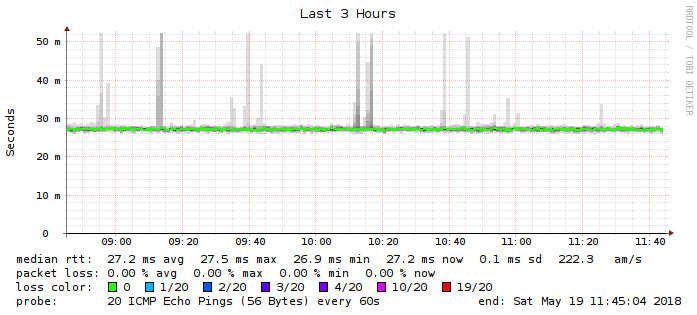 Last 3 Hours
RRDTOOL / TOBI OETIKER
Seconds
50 m
40 m
30 m
20 m
10 m
0
09:00 09:20 09:40 10:00 10:20 10:40 11:00 11:20 11:40
median rtt: 27.2 ms avg 27.5 ms max 26.9 ms min 27.2 ms now 0.1 ms sd 222.3 am/s
packet loss: 0.00 % avg 0.00 % max 0.00 % min 0.00 % now
loss color: 0 1/20 2/20 3/20 4/20 10/20 19/20
probe: 20 ICMP Echo Pings (56 Bytes) every 60s end: Sat May 19 11:45:04 2018